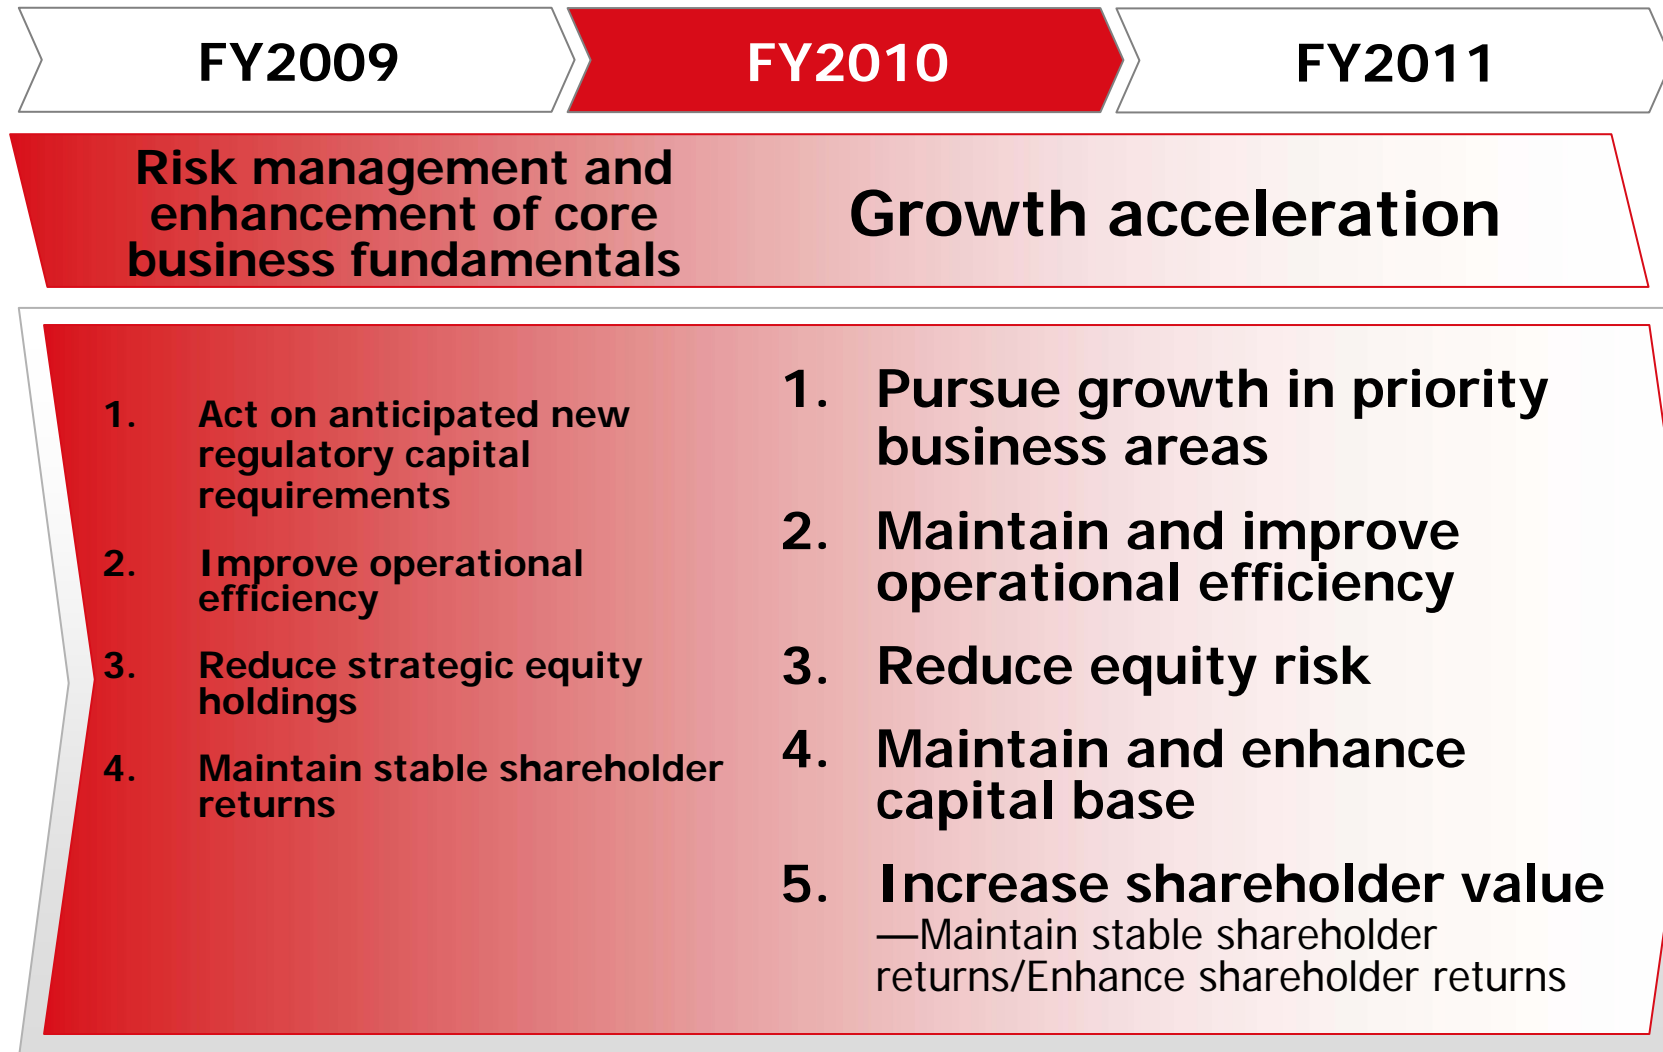 FY2009
FY2010
FY2011
Risk management and
enhancement of core
business fundamentals
Growth acceleration
1. Act on anticipated new
regulatory capital
requirements
2. Improve operational
efficiency
3. Reduce strategic equity
holdings
4. Maintain stable shareholder
returns
1. Pursue growth in priority
business areas
2. Maintain and improve
operational efficiency
3. Reduce equity risk
4. Maintain and enhance
capital base
5. Increase shareholder value
—Maintain stable shareholder
returns/Enhance shareholder returns